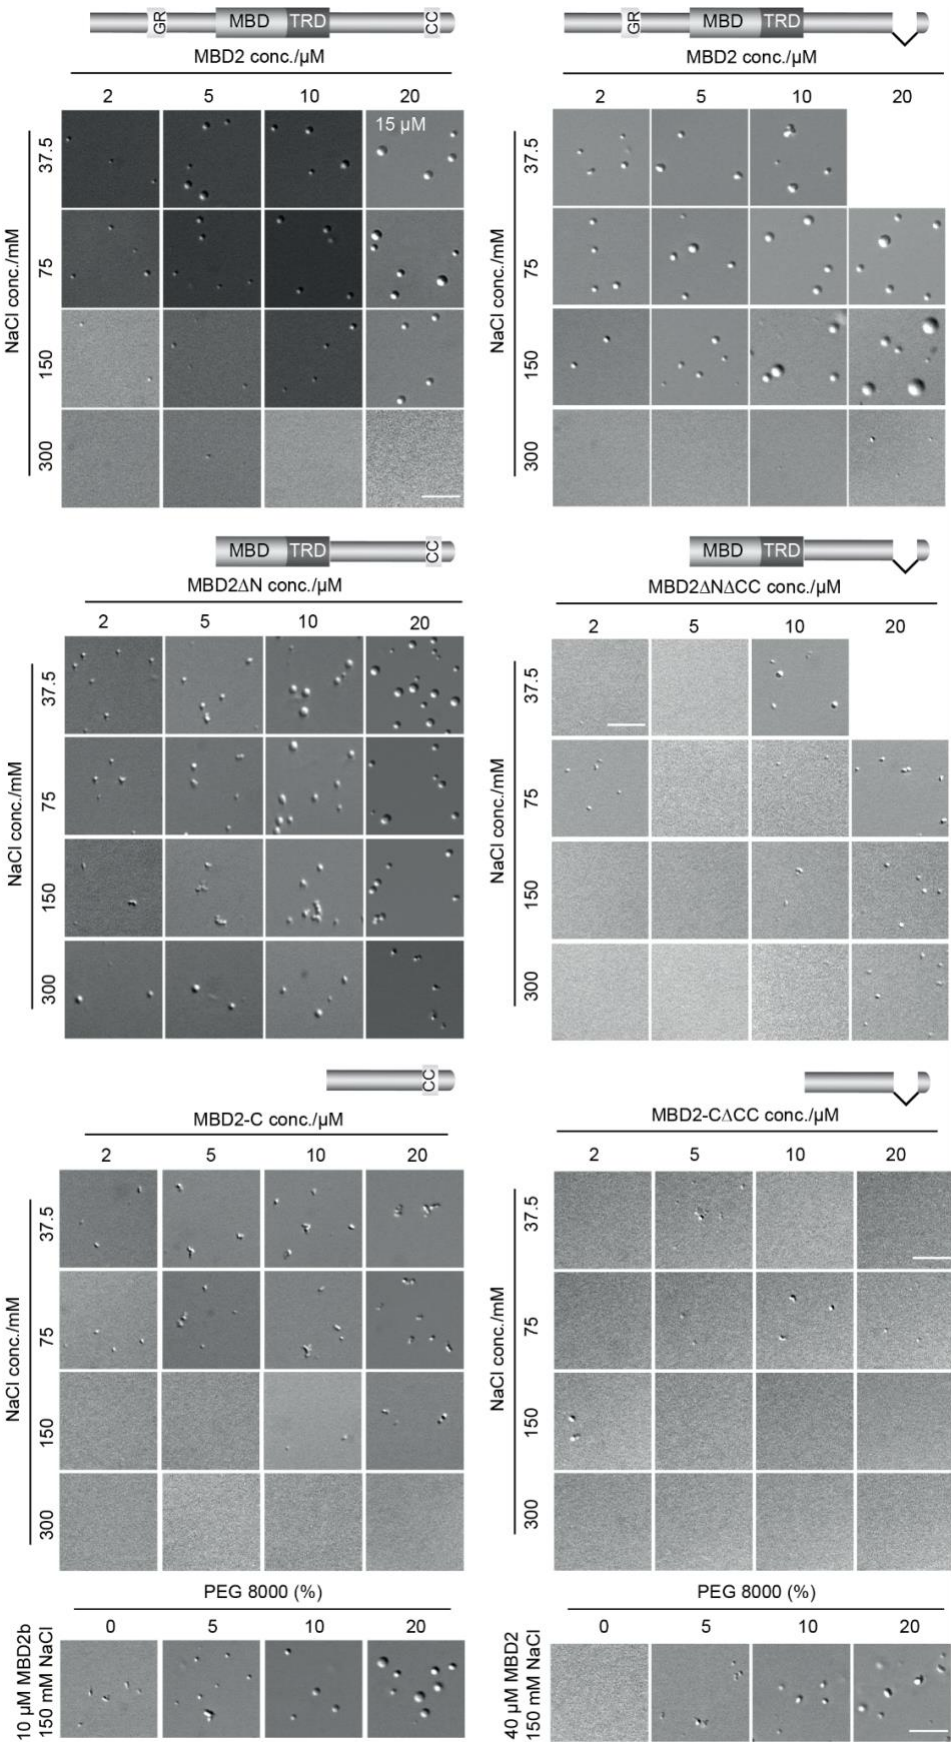 GR MBD TRD CC
MBD2 conc./µM
2 5 10 20
15 µM
NaCl conc./mM
37.5
75
150
300
GR MBD TRD
MBD2 conc./µM
2 5 10 20
NaCl conc./mM
37.5
75
150
300
MBD TRD CC
MBD2ΔN conc./µM
2 5 10 20
NaCl conc./mM
37.5
75
150
300
MBD TRD
MBD2ΔNΔCC conc./µM
2 5 10 20
NaCl conc./mM
37.5
75
150
300
CC
MBD2-C conc./µM
2 5 10 20
NaCl conc./mM
37.5
75
150
300
MBD2-CΔCC conc./µM
2 5 10 20
NaCl conc./mM
37.5
75
150
300
PEG 8000 (%)
0 5 10 20
10 µM MBD2b
150 mM NaCl
PEG 8000 (%)
0 5 10 20
40 µM MBD2
150 mM NaCl